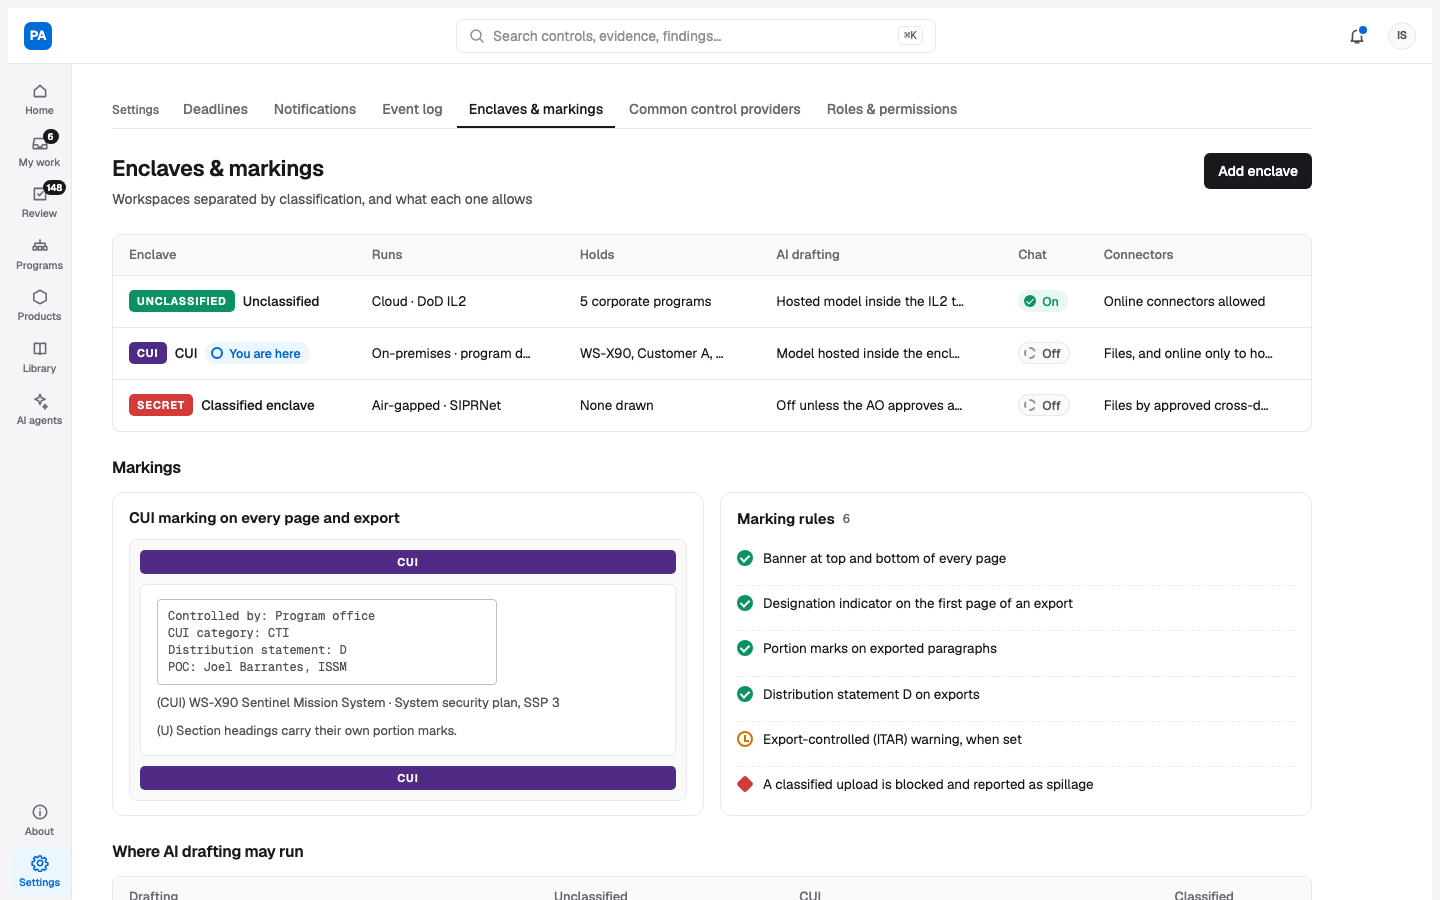 PA
Search controls, evidence, findings...
⌘K
IS
Home
6
My work
148
Review
Programs
Products
Library
AI agents
About
Settings
Settings Deadlines Notifications Event log Enclaves & markings Common control providers Roles & permissions
Enclaves & markings
Add enclave
Workspaces separated by classification, and what each one allows
Enclave Runs Holds AI drafting Chat Connectors
UNCLASSIFIED Unclassified Cloud · DoD IL2 5 corporate programs Hosted model inside the IL2 t... On Online connectors allowed
CUI CUI You are here On-premises · program d... WS-X90, Customer A, ... Model hosted inside the encl... Off Files, and online only to ho...
SECRET Classified enclave Air-gapped · SIPRNet None drawn Off unless the AO approves a... Off Files by approved cross-d...
Markings
CUI marking on every page and export
CUI
Controlled by: Program office
CUI category: CTI
Distribution statement: D
POC: Joel Barrantes, ISSM
(CUI) WS-X90 Sentinel Mission System · System security plan, SSP 3
(U) Section headings carry their own portion marks.
CUI
Marking rules 6
Banner at top and bottom of every page
Designation indicator on the first page of an export
Portion marks on exported paragraphs
Distribution statement D on exports
Export-controlled (ITAR) warning, when set
A classified upload is blocked and reported as spillage
Where AI drafting may run
Drafting Unclassified CUI Classified